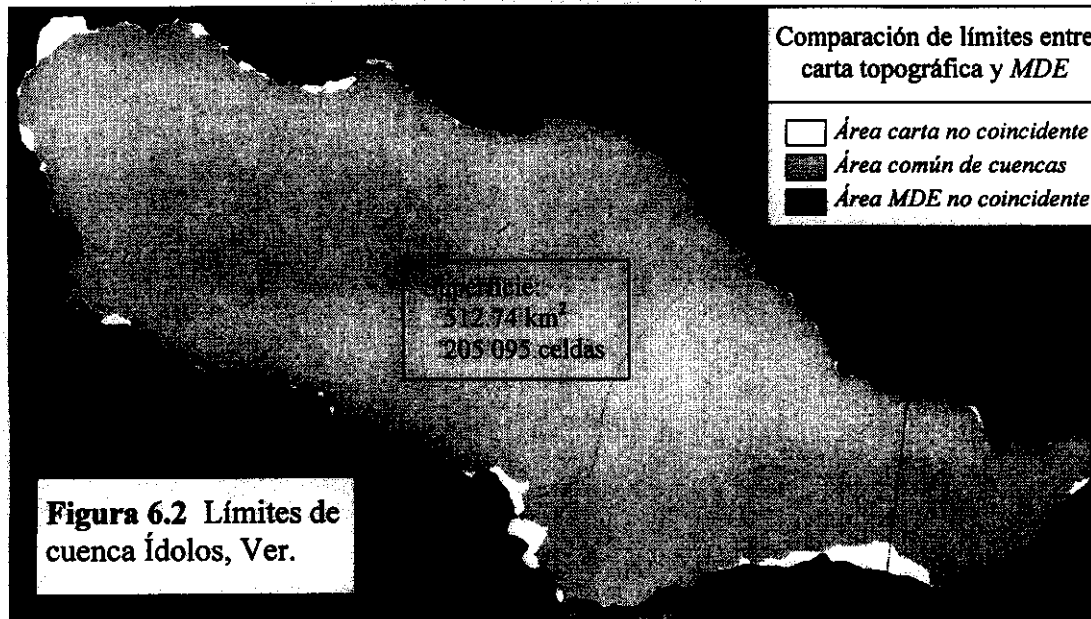 Comparación de límites entre
carta topográfica y MDE
Área carta no coincidente
Área común de cuencas
Área MDE no coincidente
Superficie:
512.74 km²
205 095 celdas
Figura 6.2 Límites de
cuenca Ídolos, Ver.